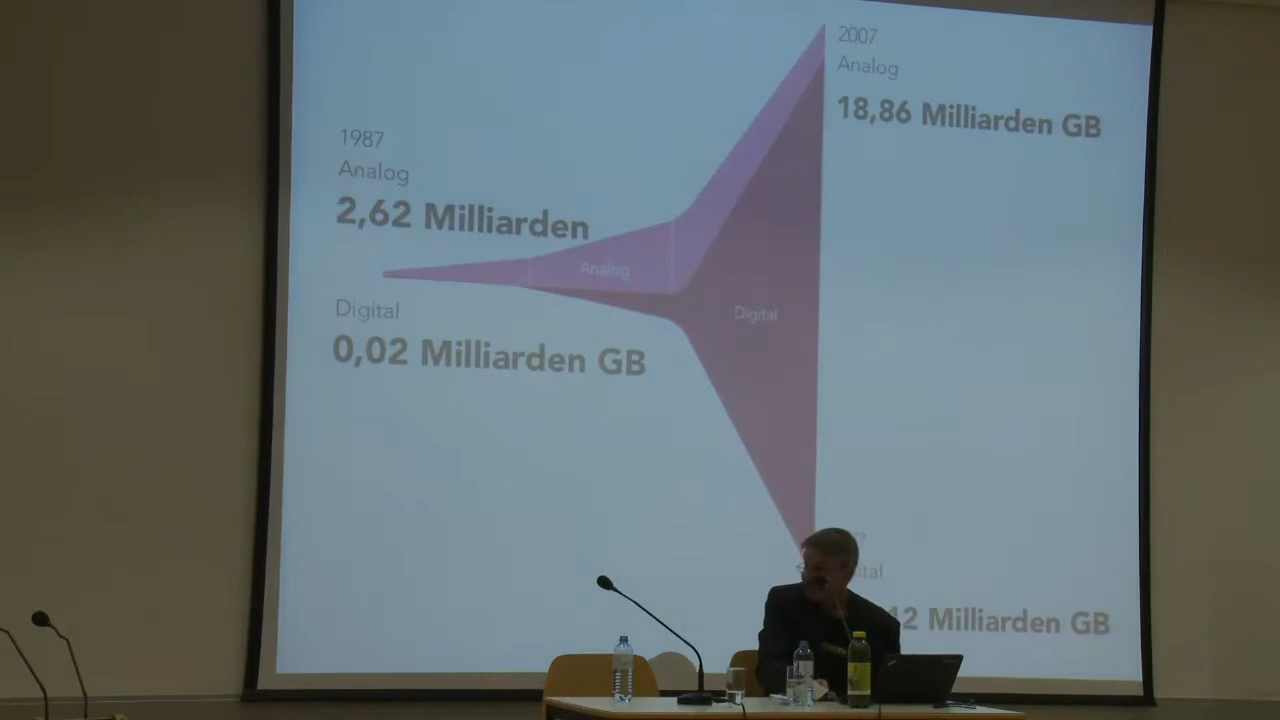 1987
Analog
2,62 Milliarden
Analog
Digital
0,02 Milliarden GB
Digital
2007
Analog
18,86 Milliarden GB
Milliarden GB